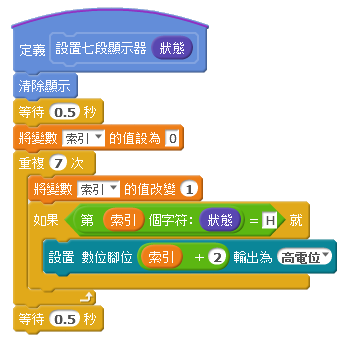 定義 設置七段顯示器 狀態
清除顯示
等待 0.5 秒
將變數 索引 的值設為 0
重複 7 次
將變數 索引 的值改變 1
如果 第 索引 個字符: 狀態 = H 就
設置 數位腳位 索引 + 2 輸出為 高電位
等待 0.5 秒